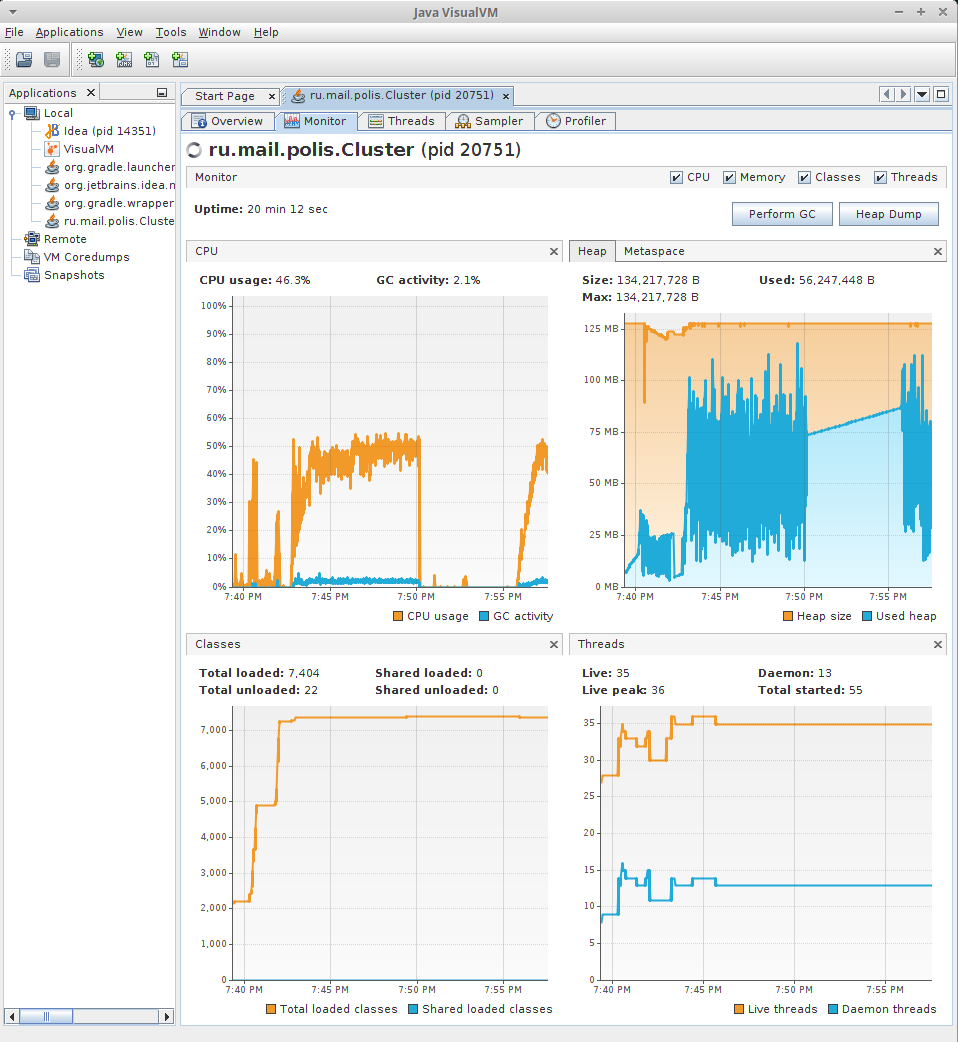 Java VisualVM
File Applications View Tools Window Help
Applications
Local
Idea (pid 14351)
VisualVM
org.gradle.launcher
org.jetbrains.idea.m
org.gradle.wrapper
ru.mail.polis.Cluste
Remote
VM Coredumps
Snapshots
Start Page ru.mail.polis.Cluster (pid 20751)
Overview Monitor Threads Sampler Profiler
ru.mail.polis.Cluster (pid 20751)
Monitor CPU Memory Classes Threads
Uptime: 20 min 12 sec Perform GC Heap Dump
CPU
CPU usage: 46.3% GC activity: 2.1%
100%
90%
80%
70%
60%
50%
40%
30%
20%
10%
0%
7:40 PM 7:45 PM 7:50 PM 7:55 PM
CPU usage GC activity
Heap Metaspace
Size: 134,217,728 B Used: 56,247,448 B
Max: 134,217,728 B
125 MB
100 MB
75 MB
50 MB
25 MB
0 MB
7:40 PM 7:45 PM 7:50 PM 7:55 PM
Heap size Used heap
Classes
Total loaded: 7,404 Shared loaded: 0
Total unloaded: 22 Shared unloaded: 0
7,000
6,000
5,000
4,000
3,000
2,000
1,000
0
7:40 PM 7:45 PM 7:50 PM 7:55 PM
Total loaded classes Shared loaded classes
Threads
Live: 35 Daemon: 13
Live peak: 36 Total started: 55
35
30
25
20
15
10
5
0
7:40 PM 7:45 PM 7:50 PM 7:55 PM
Live threads Daemon threads